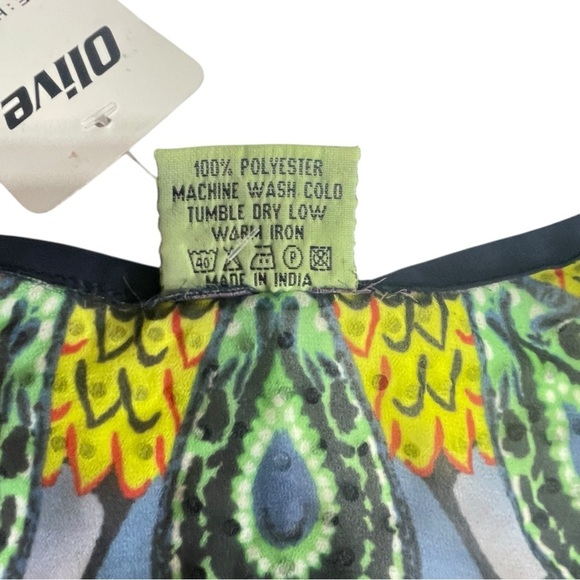 Olive
100% POLYESTER
MACHINE WASH COLD
TUMBLE DRY LOW
WARM IRON
40° P
MADE IN INDIA